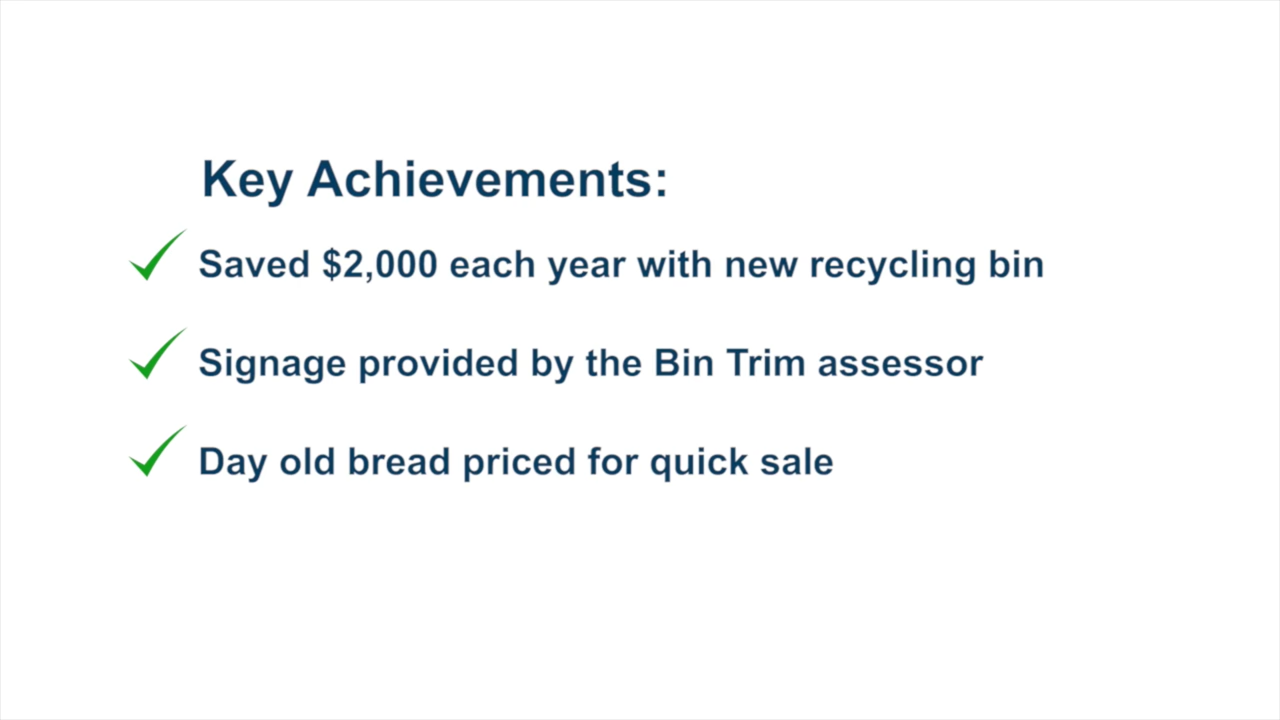 Key Achievements:
Saved $2,000 each year with new recycling bin
Signage provided by the Bin Trim assessor
Day old bread priced for quick sale